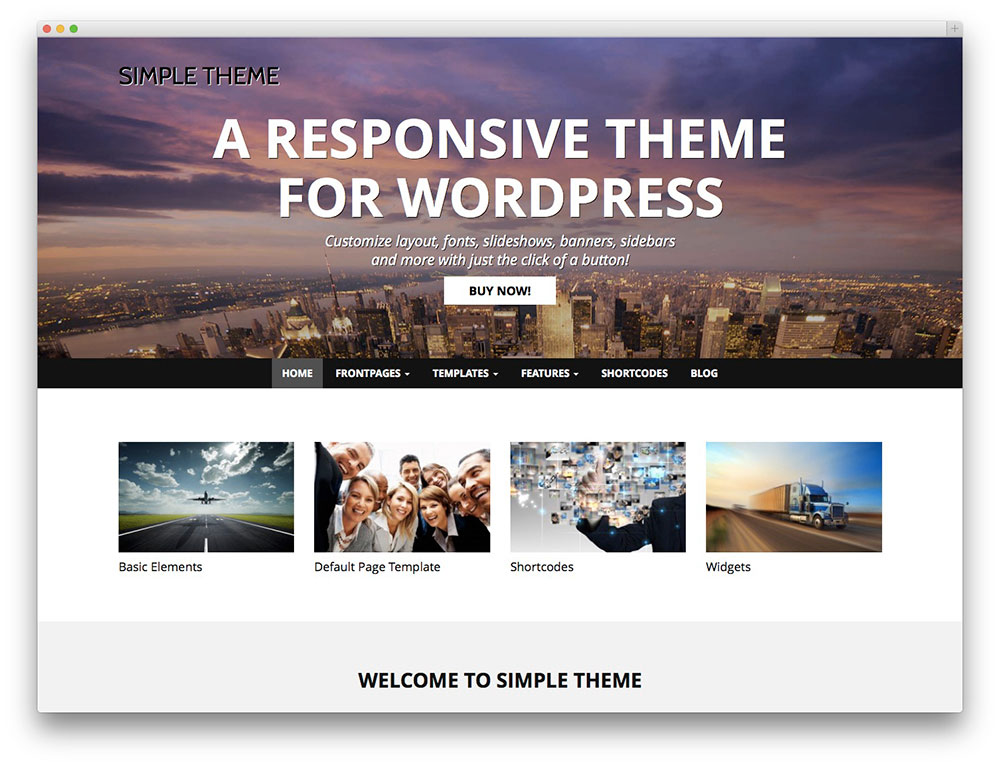 SIMPLE THEME
A RESPONSIVE THEME
FOR WORDPRESS
Customize layout, fonts, slideshows, banners, sidebars
and more with just the click of a button!
BUY NOW!
HOME FRONTPAGES TEMPLATES FEATURES SHORTCODES BLOG
Basic Elements Default Page Template Shortcodes Widgets
WELCOME TO SIMPLE THEME